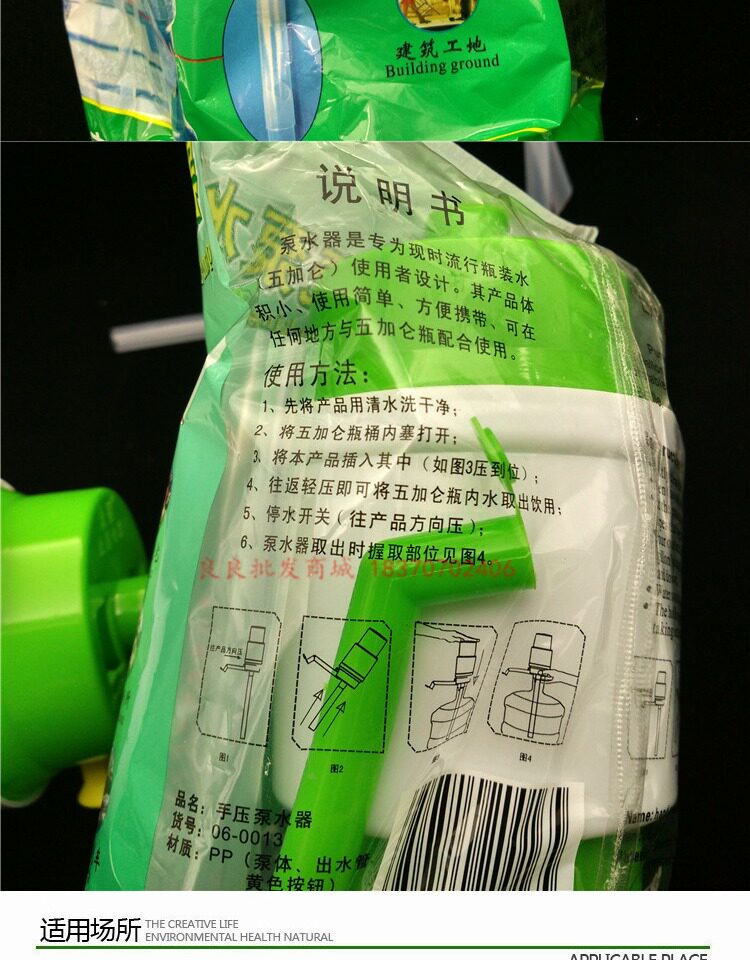 建筑工地
Building ground
说明书
泵水器是专为现时流行瓶装水
（五加仑）使用者设计。其产品体
积小、使用简单、方便携带、可在
任何地方与五加仑瓶配合使用。
使用方法：
1、先将产品用清水洗干净；
2、将五加仑瓶桶内塞打开；
3、将本产品插入其中（如图3压到位）；
4、往返轻压即可将五加仑瓶内水取出饮用；
5、停水开关（往产品方向压）；
6、泵水器取出时握取部位见图4。
良良批发商城 18370702406
往产品方向压
图1 图2 图3 图4
品名：手压泵水器
货号：06-0013
材质：PP（泵体、出水管
黄色按钮）
Name:
适用场所
THE CREATIVE LIFE
ENVIRONMENTAL HEALTH NATURAL
APPLICABLE PLACE